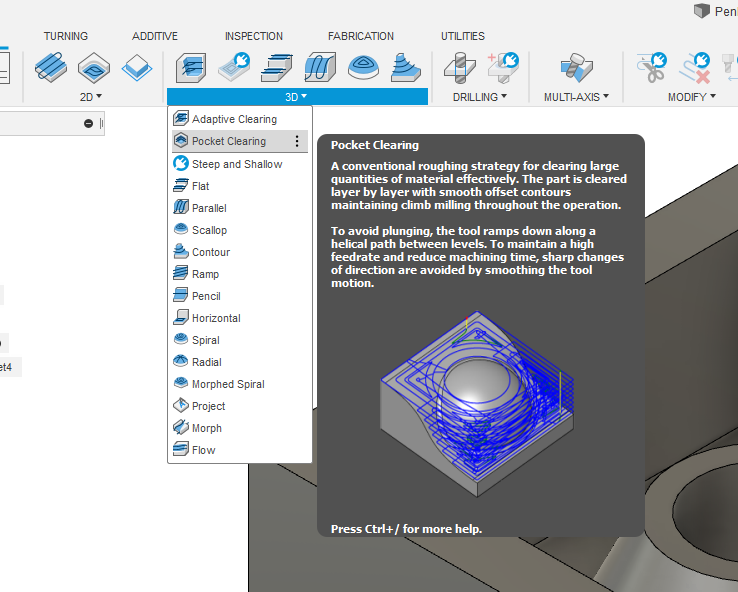 Peni
TURNING ADDITIVE INSPECTION FABRICATION UTILITIES
2D 3D DRILLING MULTI-AXIS MODIFY
Adaptive Clearing
Pocket Clearing
Steep and Shallow
Flat
Parallel
Scallop
Contour
Ramp
Pencil
Horizontal
Spiral
Radial
Morphed Spiral
Project
Morph
Flow
et4
Pocket Clearing
A conventional roughing strategy for clearing large
quantities of material effectively. The part is cleared
layer by layer with smooth offset contours
maintaining climb milling throughout the operation.
To avoid plunging, the tool ramps down along a
helical path between levels. To maintain a high
feedrate and reduce machining time, sharp changes
of direction are avoided by smoothing the tool
motion.
Press Ctrl+/ for more help.